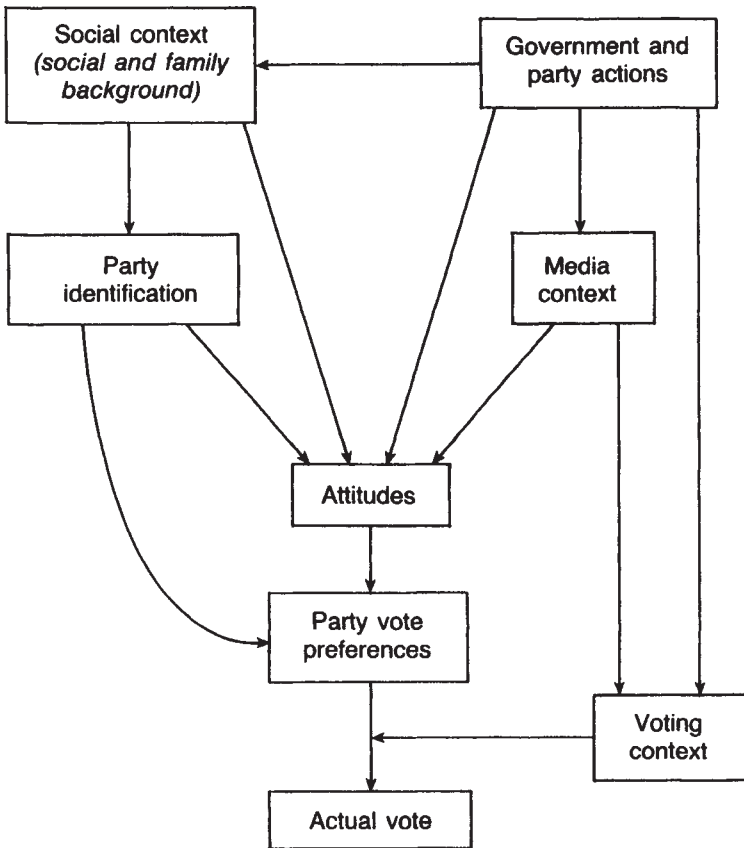 Social context
(social and family
background)
Government and
party actions
Party
identification
Media
context
Attitudes
Party vote
preferences
Voting
context
Actual vote